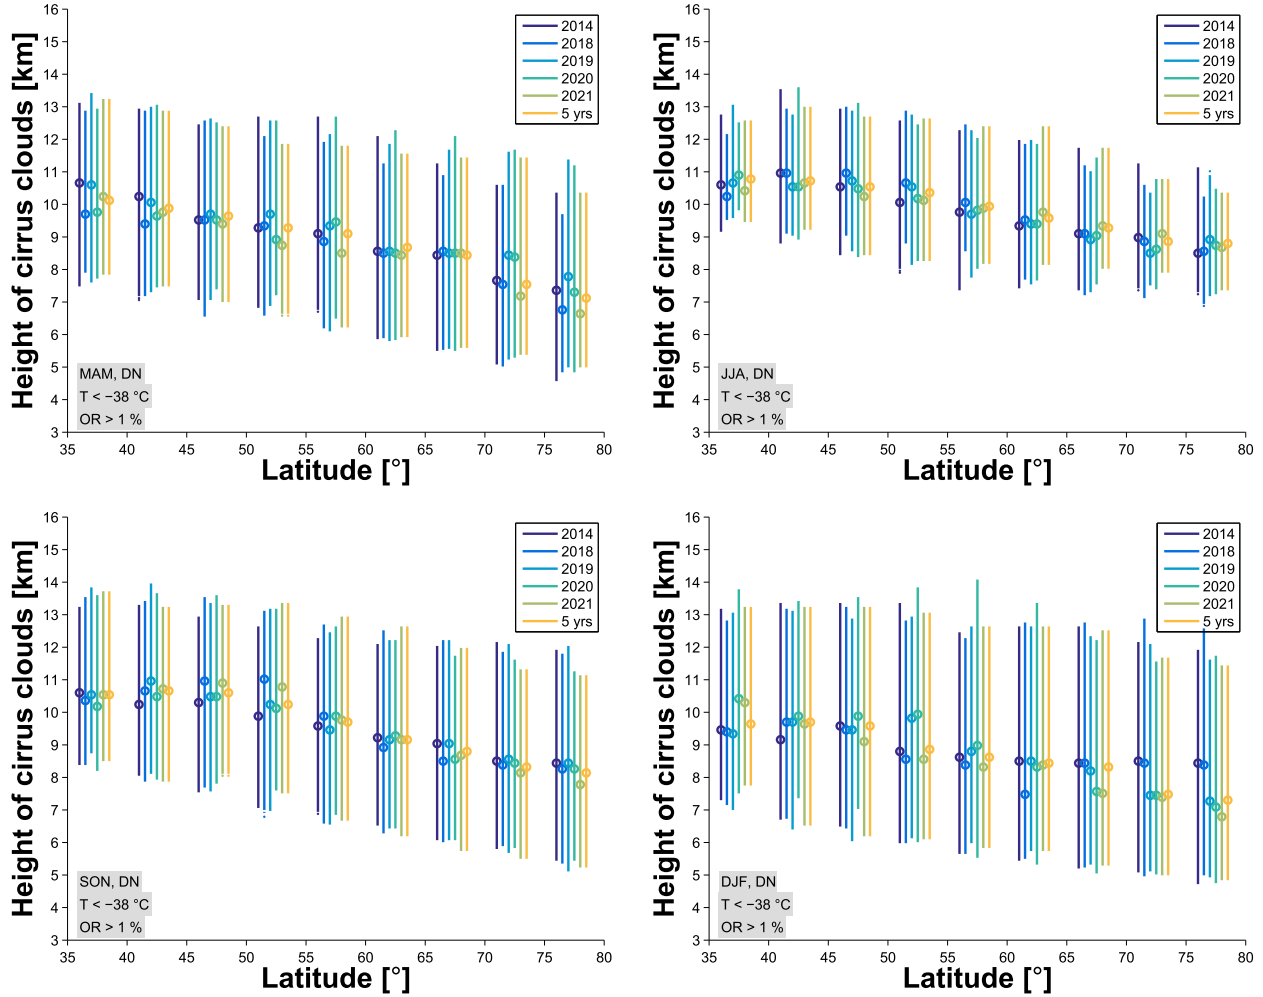 16
15
14
13
12
11
10
9
8
7
6
5
4
3
Height of cirrus clouds [km]
2014
2018
2019
2020
2021
5 yrs
MAM, DN
T < −38 °C
OR > 1 %
35 40 45 50 55 60 65 70 75 80
Latitude [°]
16
15
14
13
12
11
10
9
8
7
6
5
4
3
Height of cirrus clouds [km]
2014
2018
2019
2020
2021
5 yrs
JJA, DN
T < −38 °C
OR > 1 %
35 40 45 50 55 60 65 70 75 80
Latitude [°]
16
15
14
13
12
11
10
9
8
7
6
5
4
3
Height of cirrus clouds [km]
2014
2018
2019
2020
2021
5 yrs
SON, DN
T < −38 °C
OR > 1 %
35 40 45 50 55 60 65 70 75 80
Latitude [°]
16
15
14
13
12
11
10
9
8
7
6
5
4
3
Height of cirrus clouds [km]
2014
2018
2019
2020
2021
5 yrs
DJF, DN
T < −38 °C
OR > 1 %
35 40 45 50 55 60 65 70 75 80
Latitude [°]